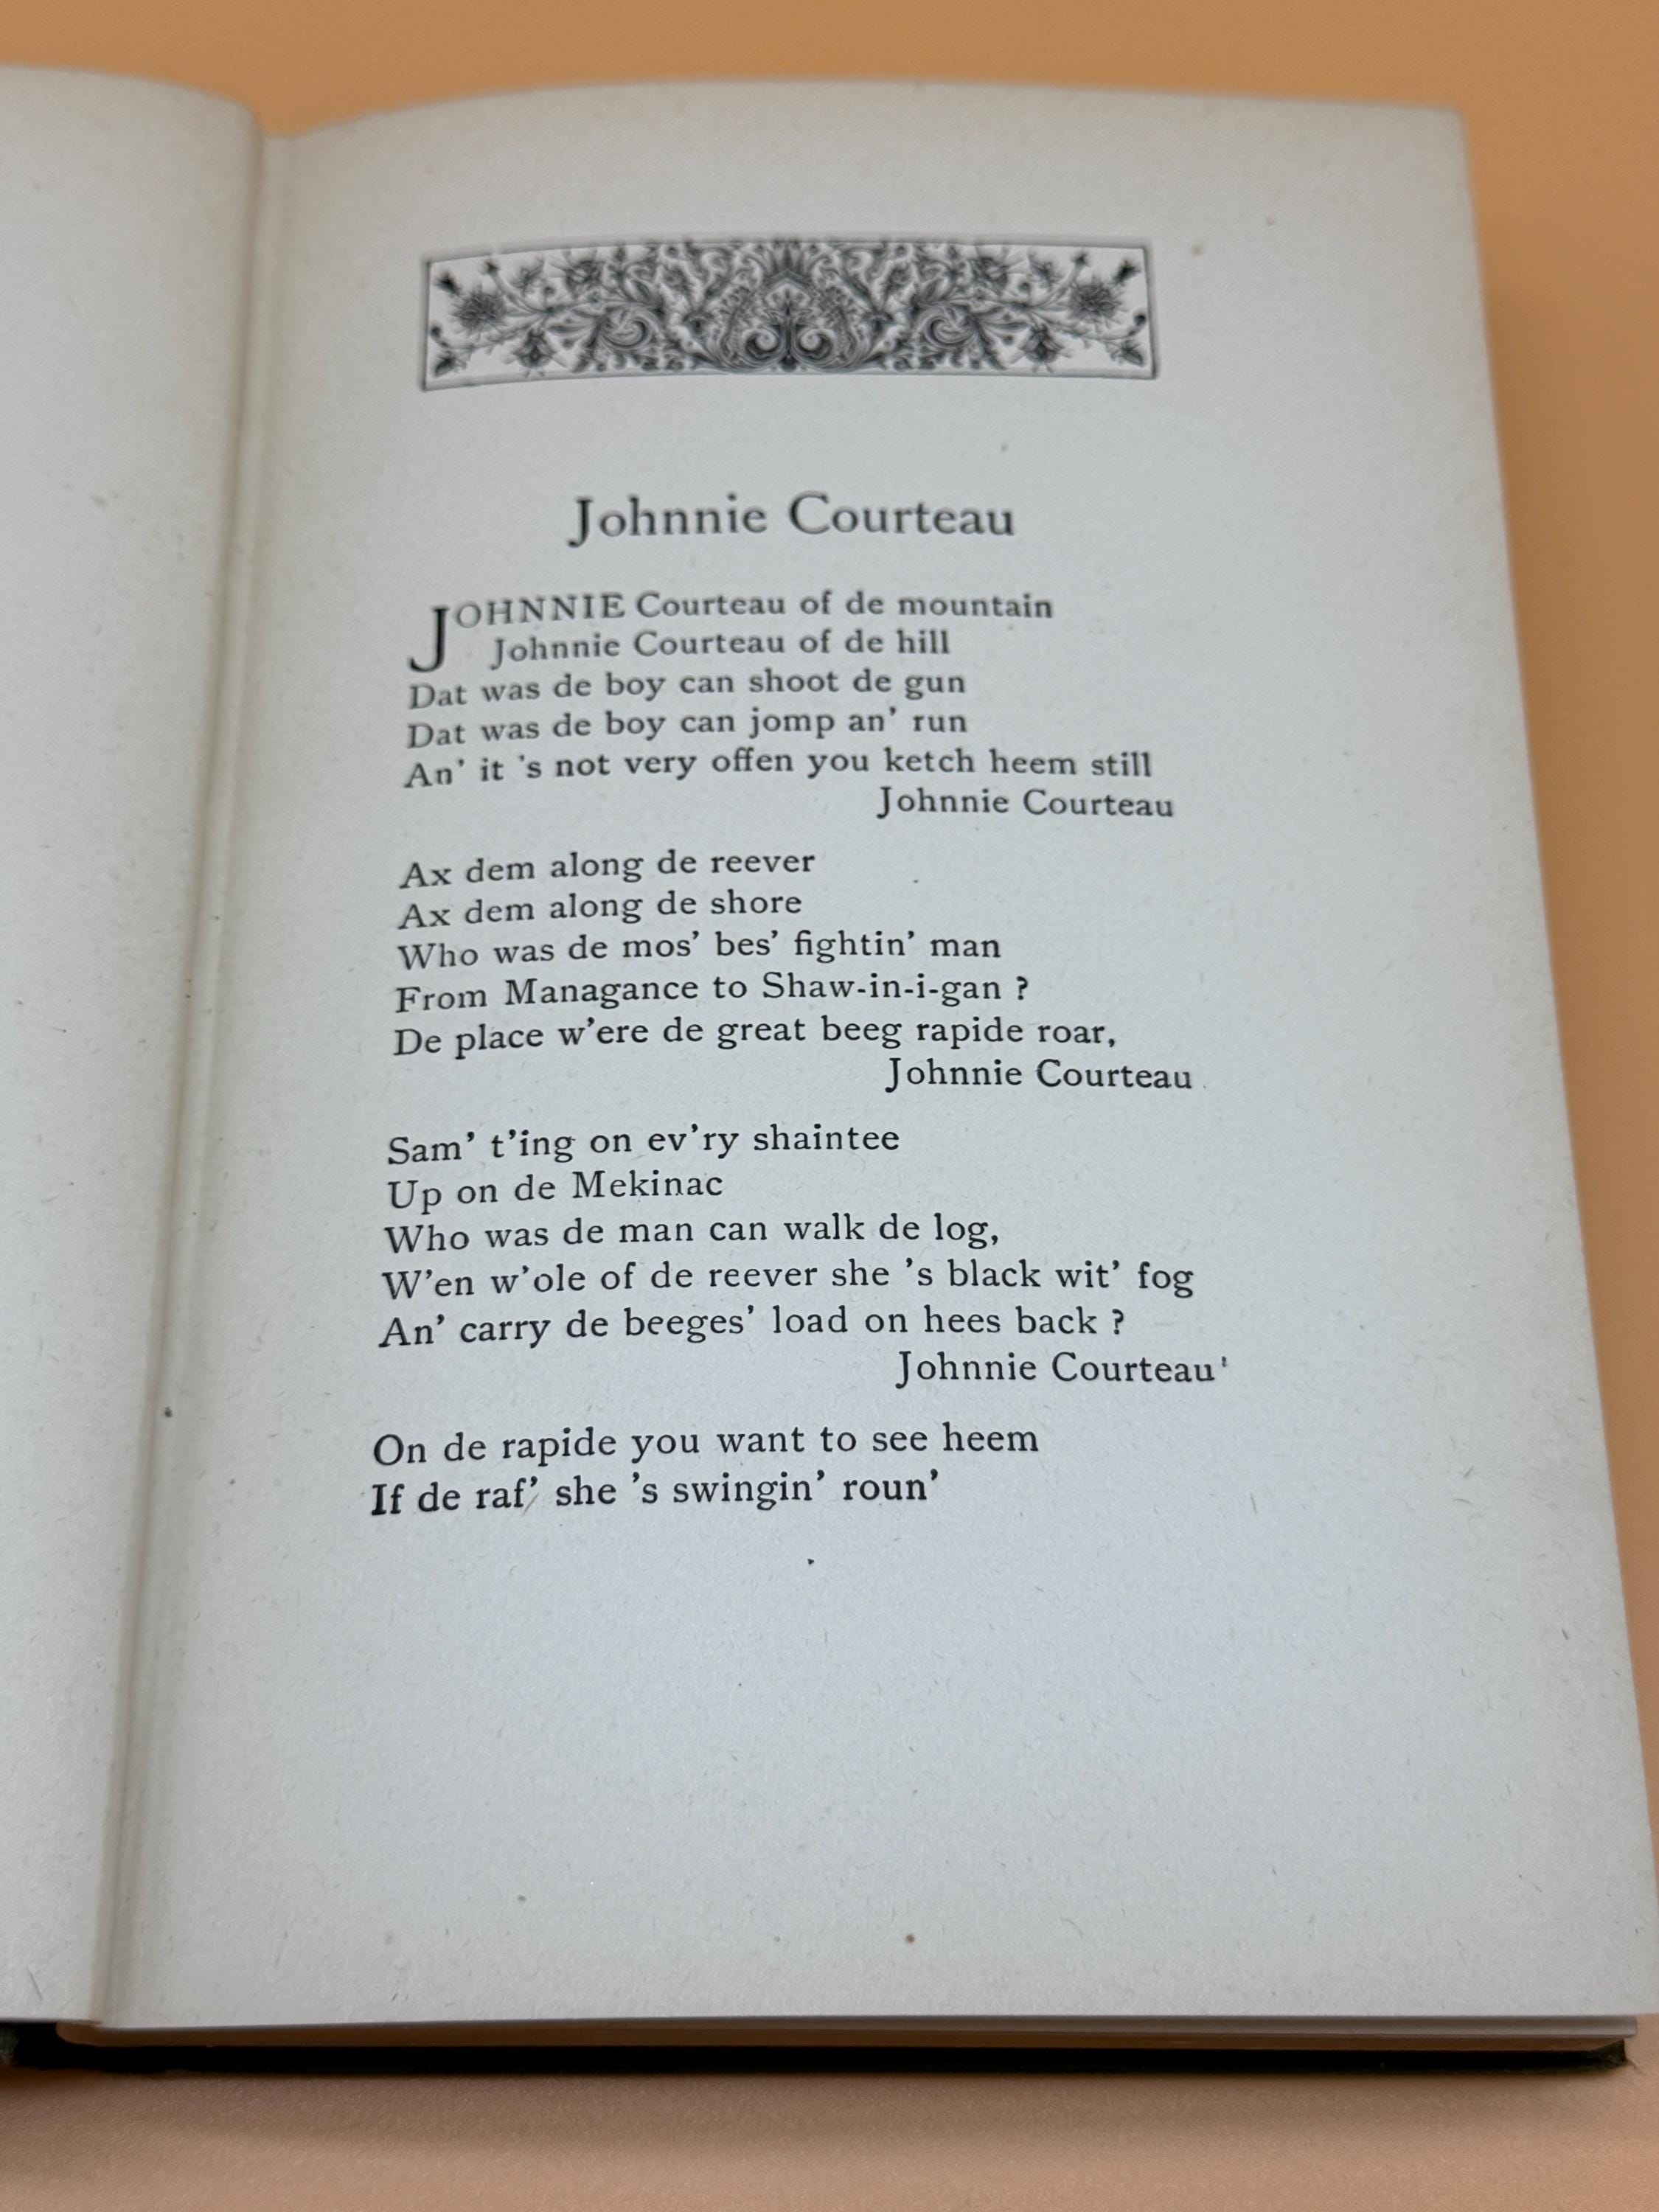 Johnnie Courteau
JOHNNIE Courteau of de mountain
Johnnie Courteau of de hill
Dat was de boy can shoot de gun
Dat was de boy can jomp an' run
An' it 's not very offen you ketch heem still
Johnnie Courteau
Ax dem along de reever
Ax dem along de shore
Who was de mos' bes' fightin' man
From Managance to Shaw-in-i-gan ?
De place w'ere de great beeg rapide roar,
Johnnie Courteau
Sam' t'ing on ev'ry shaintee
Up on de Mekinac
Who was de man can walk de log,
W'en w'ole of de reever she 's black wit' fog
An' carry de beeges' load on hees back ?
Johnnie Courteau'
On de rapide you want to see heem
If de raf' she 's swingin' roun'